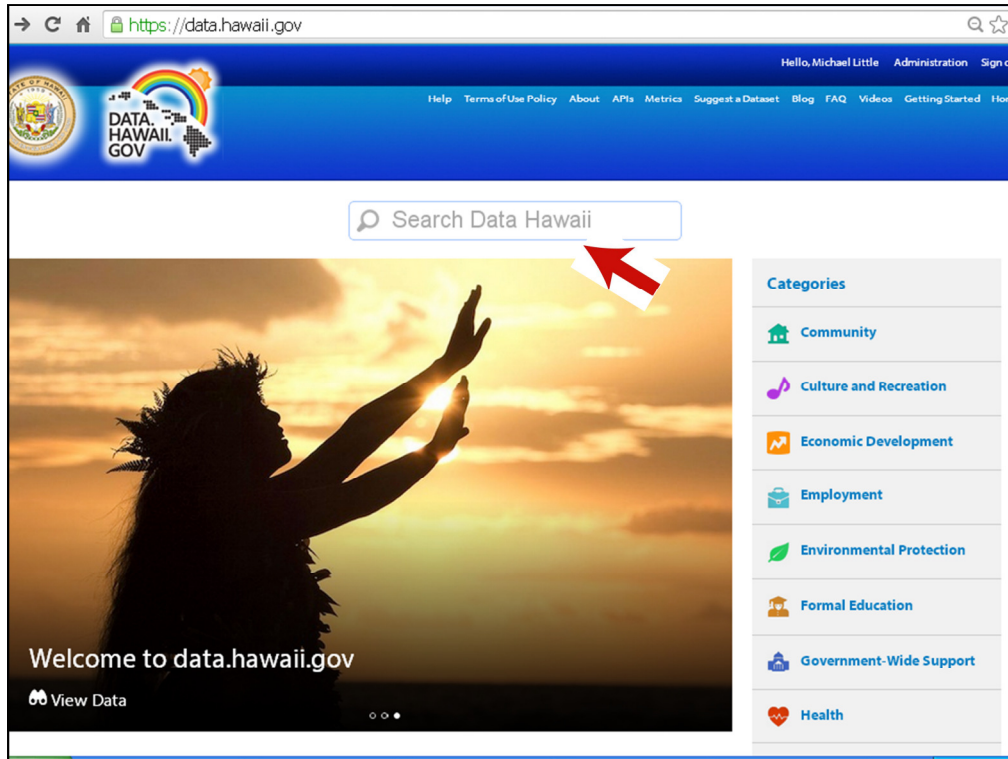 https://data.hawaii.gov
Hello, Michael Little Administration Sign
Help Terms of Use Policy About APIs Metrics Suggest a Dataset Blog FAQ Videos Getting Started
DATA.
HAWAII.
GOV
Search Data Hawaii
Categories
Community
Culture and Recreation
Economic Development
Employment
Environmental Protection
Formal Education
Government-Wide Support
Health
Welcome to data.hawaii.gov
View Data